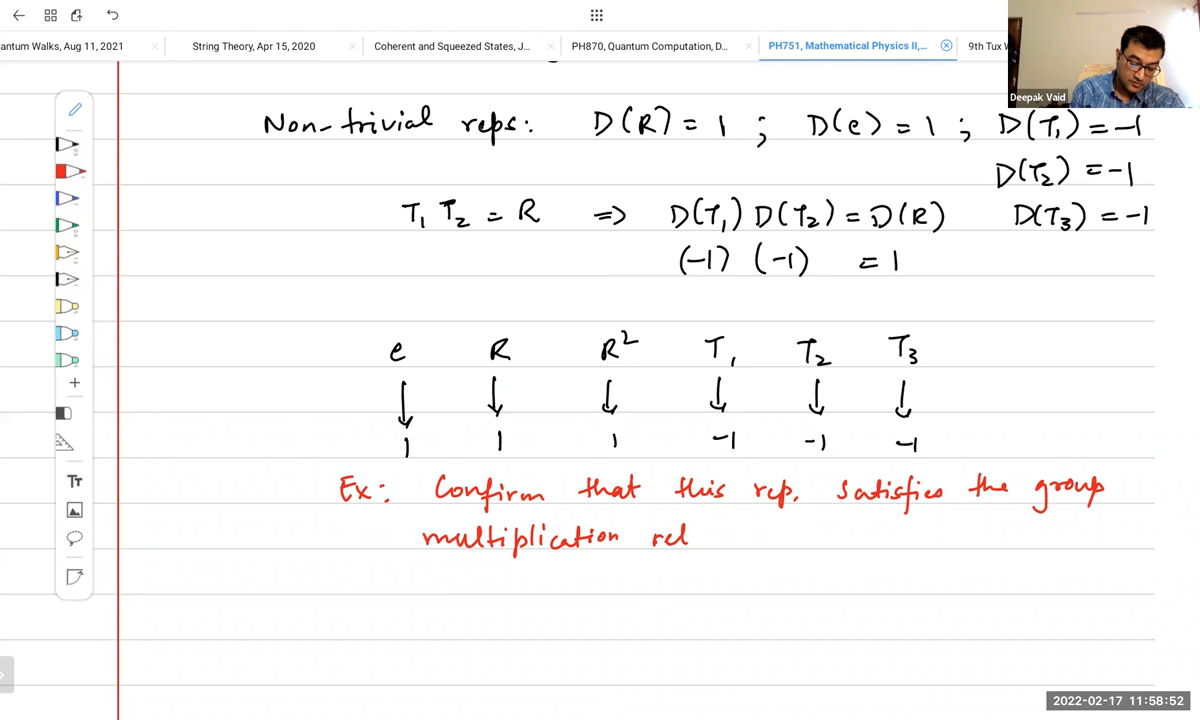 antum Walks, Aug 11, 2021 String Theory, Apr 15, 2020 Coherent and Squeezed States, J... PH870, Quantum Computation, D... PH751, Mathematical Physics II,... 9th Tux W
Deepak Vaid
Non-trivial reps: D(R) = 1 ; D(e) = 1 ; D(T₁) = -1
D(T₂) = -1
T₁ T₂ = R ⇒ D(T₁) D(T₂) = D(R) D(T₃) = -1
(-1) (-1) = 1
e R R² T₁ T₂ T₃
↓ ↓ ↓ ↓ ↓ ↓
1 1 1 -1 -1 -1
Ex: Confirm that this rep. satisfies the group
multiplication rel
Tт
2022-02-17 11:58:52